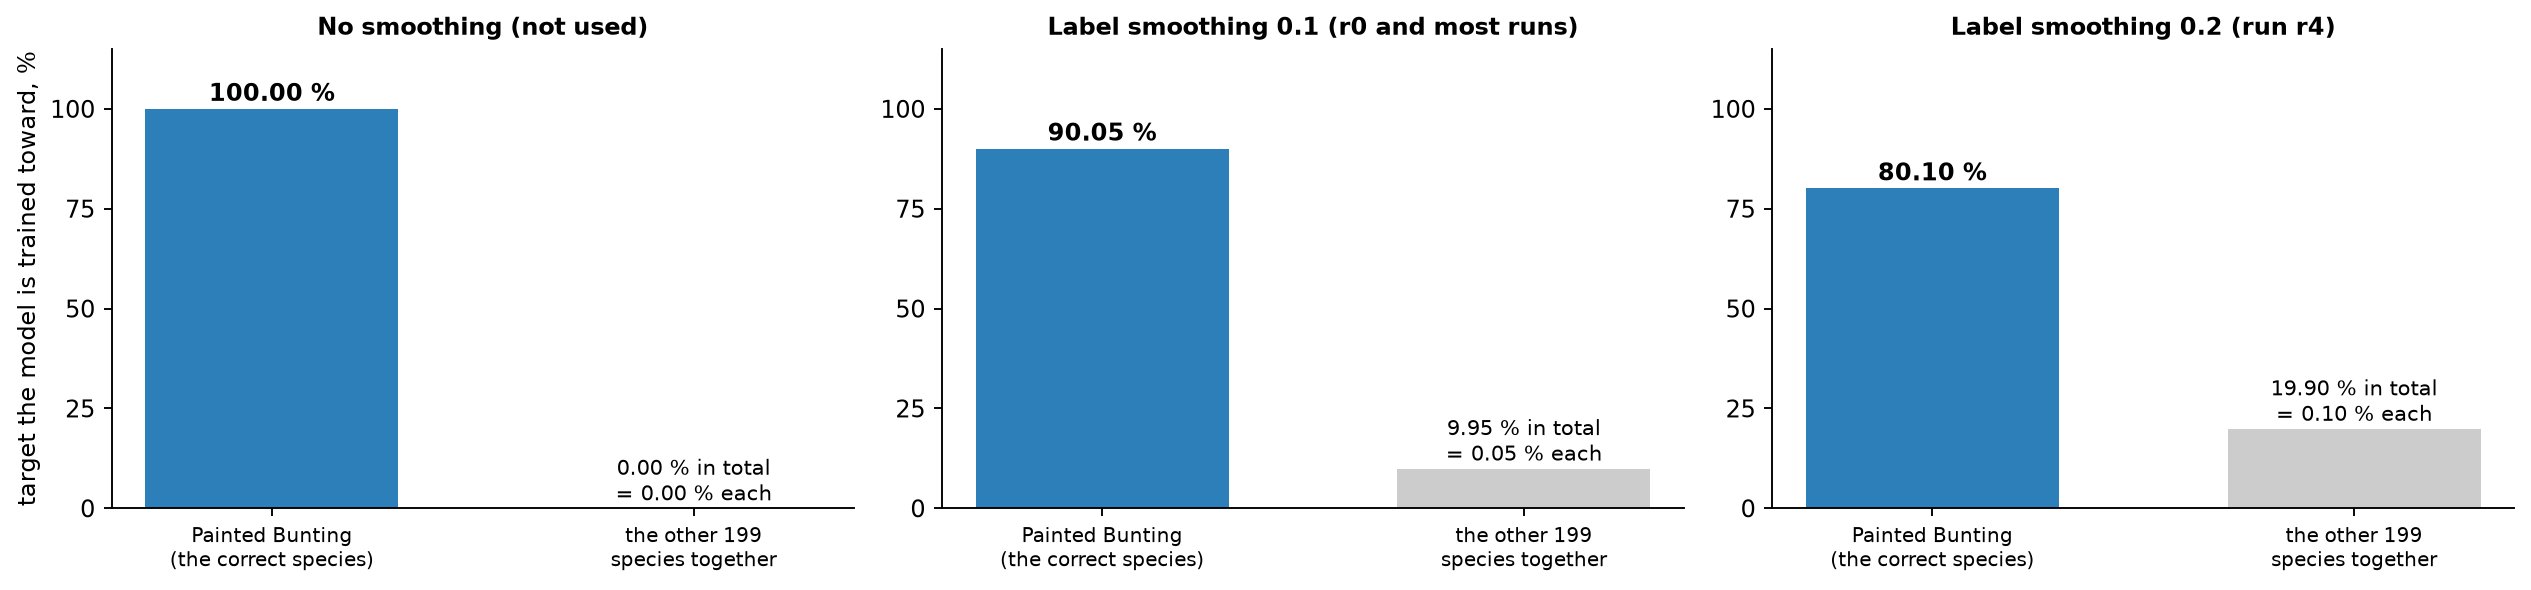 No smoothing (not used)
target the model is trained toward, %
100
75
50
25
0
100.00 %
0.00 % in total
= 0.00 % each
Painted Bunting
(the correct species)
the other 199
species together
Label smoothing 0.1 (r0 and most runs)
100
75
50
25
0
90.05 %
9.95 % in total
= 0.05 % each
Painted Bunting
(the correct species)
the other 199
species together
Label smoothing 0.2 (run r4)
100
75
50
25
0
80.10 %
19.90 % in total
= 0.10 % each
Painted Bunting
(the correct species)
the other 199
species together